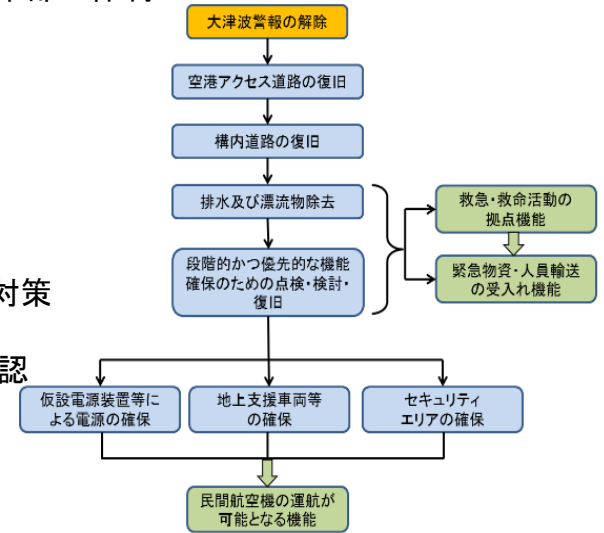 大津波警報の解除
空港アクセス道路の復旧
構内道路の復旧
排水及び漂流物除去
救急・救命活動の
拠点機能
段階的かつ優先的な機能
確保のための点検・検討・
復旧
緊急物資・人員輸送
の受入れ機能
対策
認
仮設電源装置等に
よる電源の確保
地上支援車両等
の確保
セキュリティ
エリアの確保
民間航空機の運航が
可能となる機能